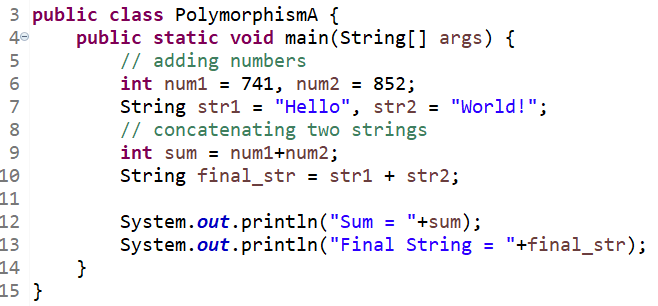 3 public class PolymorphismA {
4 public static void main(String[] args) {
5 // adding numbers
6 int num1 = 741, num2 = 852;
7 String str1 = "Hello", str2 = "World!";
8 // concatenating two strings
9 int sum = num1+num2;
10 String final_str = str1 + str2;
11
12 System.out.println("Sum = "+sum);
13 System.out.println("Final String = "+final_str);
14 }
15 }